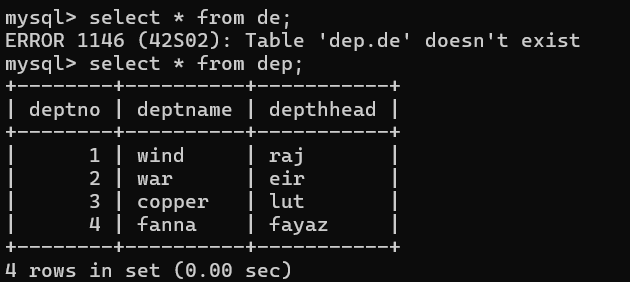 mysql> select * from de;
ERROR 1146 (42S02): Table 'dep.de' doesn't exist
mysql> select * from dep;
+--------+----------+-----------+
| deptno | deptname | depthhead |
+--------+----------+-----------+
|      1 | wind     | raj       |
|      2 | war      | eir       |
|      3 | copper   | lut       |
|      4 | fanna    | fayaz     |
+--------+----------+-----------+
4 rows in set (0.00 sec)